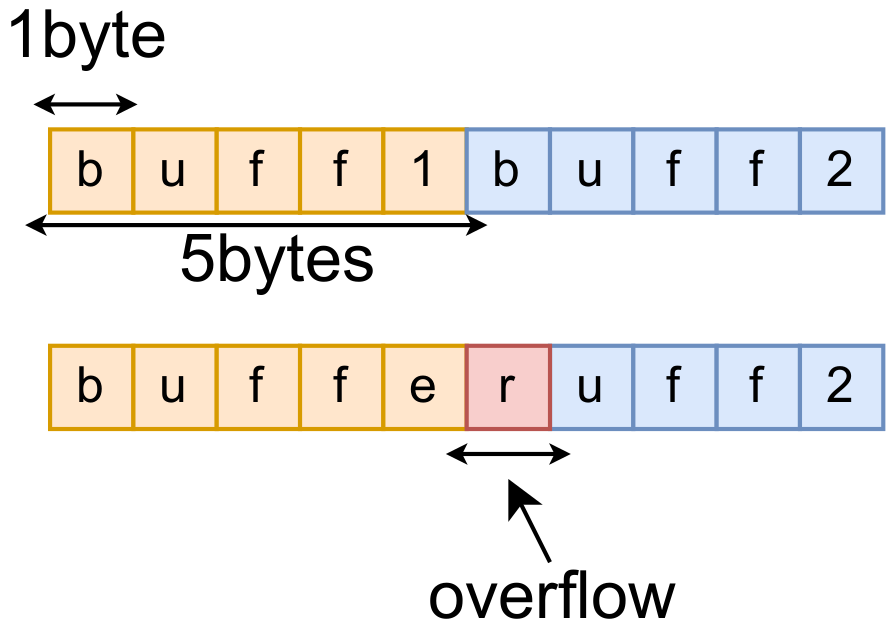 1byte
b u f f 1 b u f f 2
5bytes
b u f f e r u f f 2
overflow